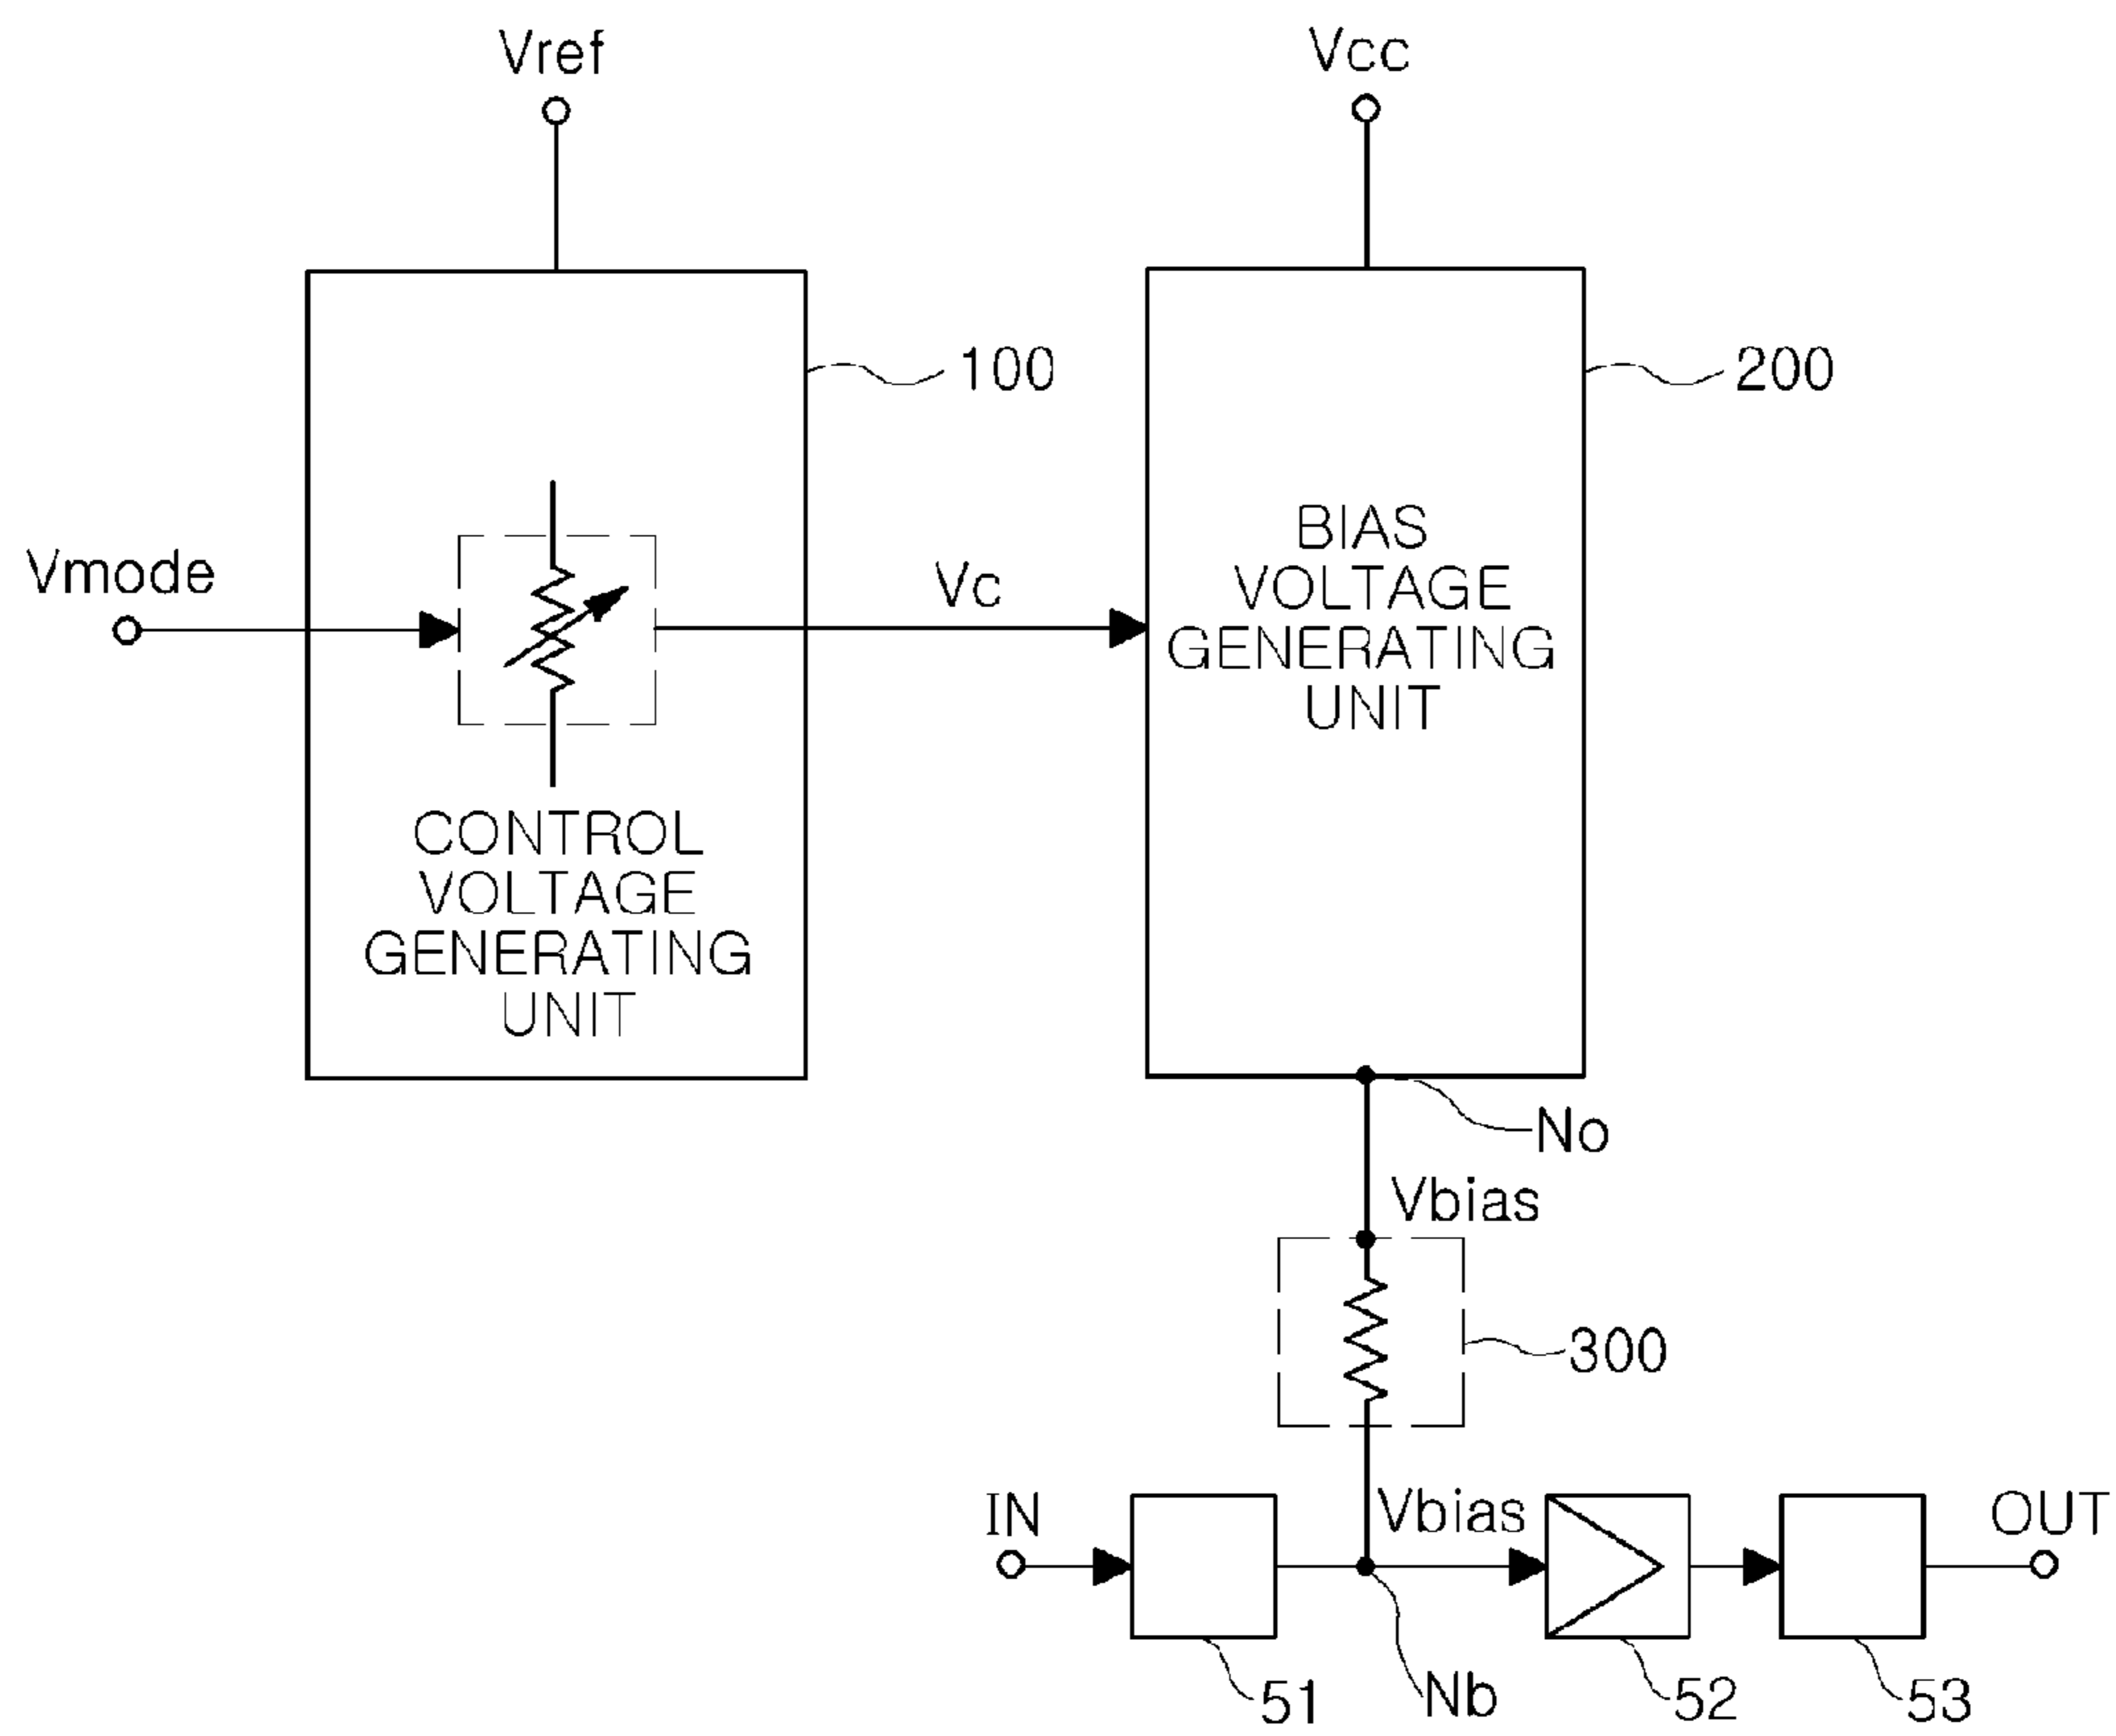 Vref
Vcc
100
200
Vmode
Vc
BIAS
VOLTAGE
GENERATING
UNIT
CONTROL
VOLTAGE
GENERATING
UNIT
No
Vbias
300
IN
Vbias
OUT
51
Nb
52
53